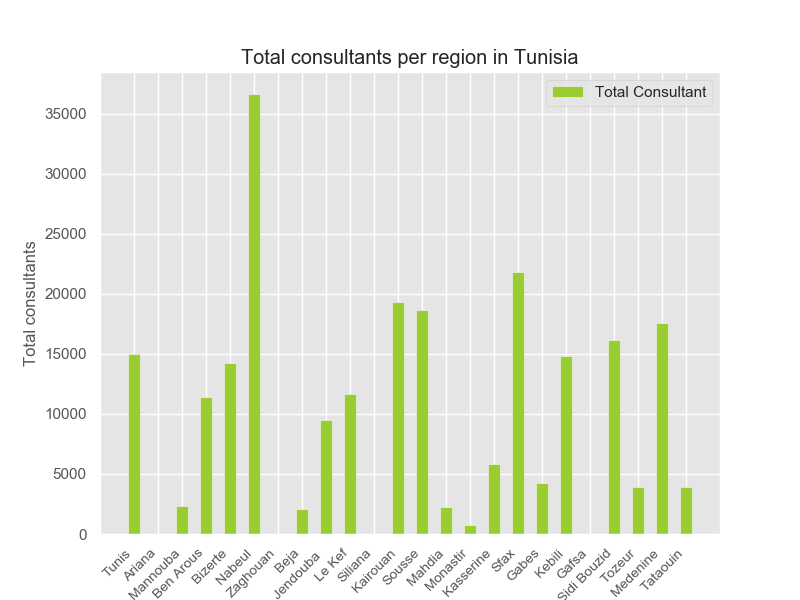 Total consultants per region in Tunisia
Total Consultant
Total consultants
35000
30000
25000
20000
15000
10000
5000
0
Tunis
Ariana
Mannouba
Ben Arous
Bizerte
Nabeul
Zaghouan
Beja
Jendouba
Le Kef
Siliana
Kairouan
Sousse
Mahdia
Monastir
Kasserine
Sfax
Gabes
Kebili
Gafsa
Sidi Bouzid
Tozeur
Medenine
Tataouin